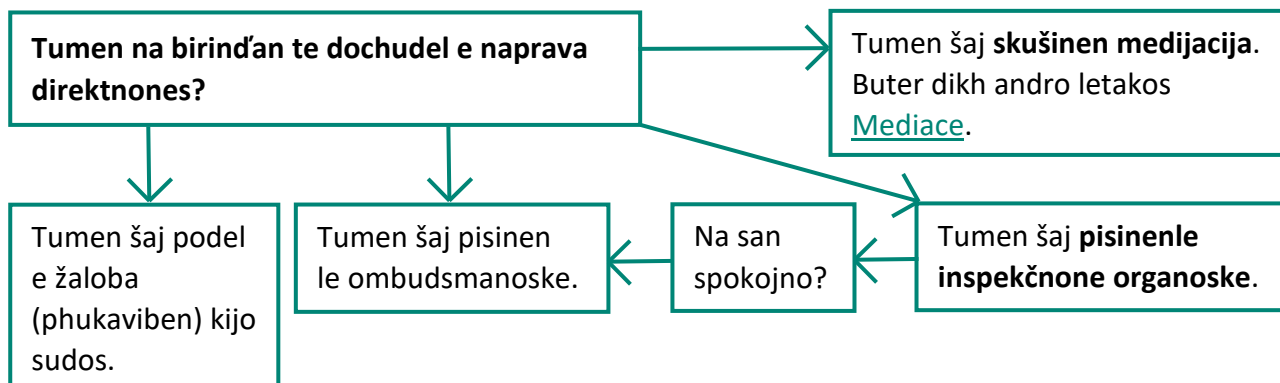 Tumen na birinďan te dochudel e naprava
direktnones?
Tumen šaj skušinen medijacija.
Buter dikh andro letakos
Mediace.
Tumen šaj podel
e žaloba
(phukaviben) kijo
sudos.
Tumen šaj pisinen
le ombudsmanoske.
Na san
spokojno?
Tumen šaj pisinenle
inspekčnone organoske.